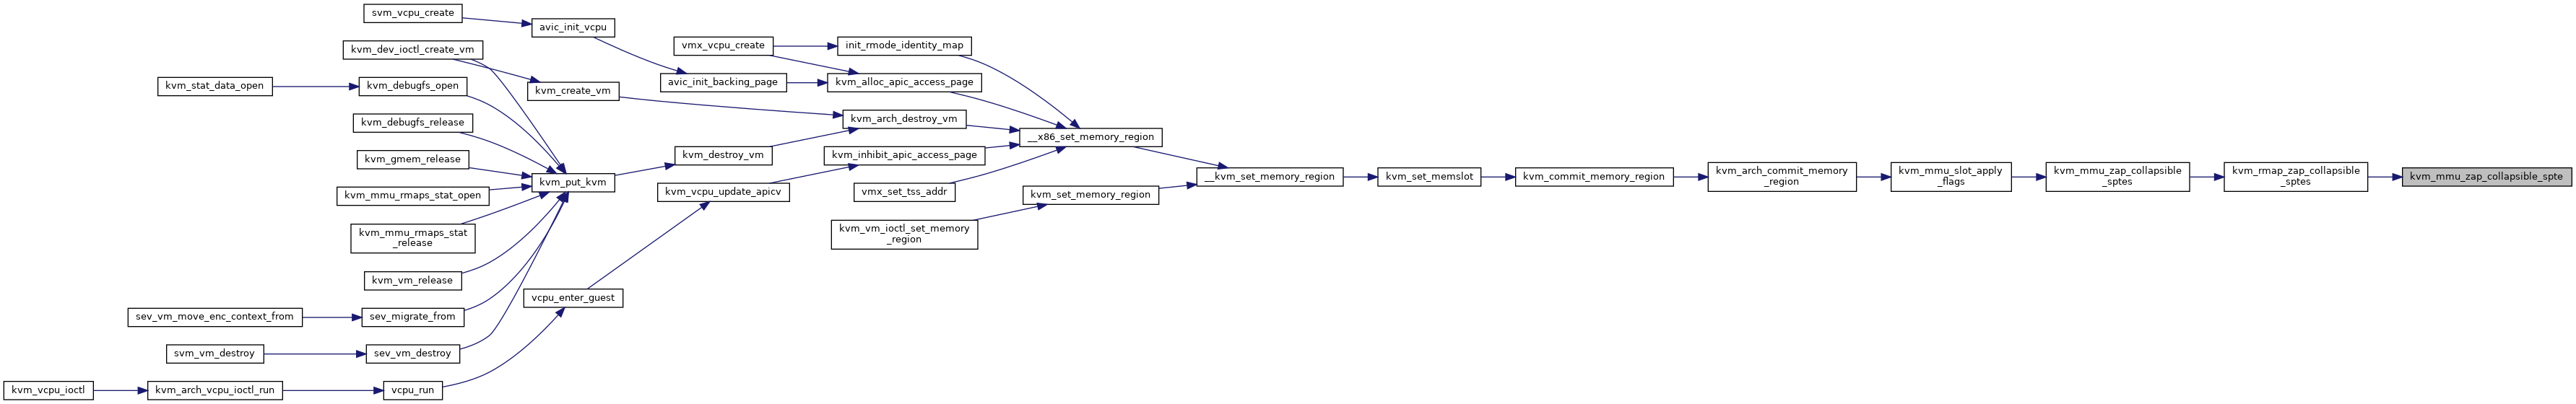 svm_vcpu_create
avic_init_vcpu
kvm_dev_ioctl_create_vm
vmx_vcpu_create
init_rmode_identity_map
kvm_stat_data_open
kvm_debugfs_open
kvm_create_vm
avic_init_backing_page
kvm_alloc_apic_access_page
kvm_debugfs_release
kvm_arch_destroy_vm
__x86_set_memory_region
kvm_gmem_release
kvm_destroy_vm
kvm_inhibit_apic_access_page
kvm_put_kvm
kvm_mmu_rmaps_stat_open
kvm_vcpu_update_apicv
vmx_set_tss_addr
kvm_set_memory_region
__kvm_set_memory_region
kvm_set_memslot
kvm_commit_memory_region
kvm_arch_commit_memory
_region
kvm_mmu_slot_apply
_flags
kvm_mmu_zap_collapsible
_sptes
kvm_rmap_zap_collapsible
_sptes
kvm_mmu_zap_collapsible_spte
kvm_mmu_rmaps_stat
_release
kvm_vm_ioctl_set_memory
_region
kvm_vm_release
vcpu_enter_guest
sev_vm_move_enc_context_from
sev_migrate_from
svm_vm_destroy
sev_vm_destroy
kvm_vcpu_ioctl
kvm_arch_vcpu_ioctl_run
vcpu_run